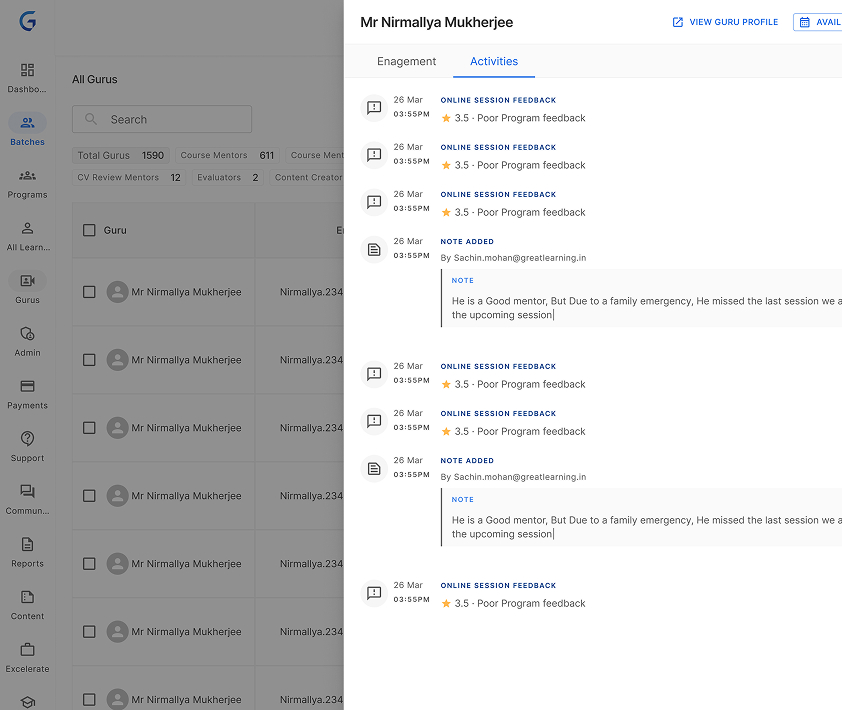 Mr Nirmallya Mukherjee
VIEW GURU PROFILE
AVAIL
Enagement
Activities
26 Mar
03:55PM
ONLINE SESSION FEEDBACK
3.5 · Poor Program feedback
26 Mar
03:55PM
ONLINE SESSION FEEDBACK
3.5 · Poor Program feedback
26 Mar
03:55PM
ONLINE SESSION FEEDBACK
3.5 · Poor Program feedback
26 Mar
03:55PM
NOTE ADDED
By Sachin.mohan@greatlearning.in
NOTE
He is a Good mentor, But Due to a family emergency, He missed the last session we a
the upcoming session
26 Mar
03:55PM
ONLINE SESSION FEEDBACK
3.5 · Poor Program feedback
26 Mar
03:55PM
ONLINE SESSION FEEDBACK
3.5 · Poor Program feedback
26 Mar
03:55PM
NOTE ADDED
By Sachin.mohan@greatlearning.in
NOTE
He is a Good mentor, But Due to a family emergency, He missed the last session we a
the upcoming session
26 Mar
03:55PM
ONLINE SESSION FEEDBACK
3.5 · Poor Program feedback
Dashbo...
Batches
Programs
All Learn...
Gurus
Admin
Payments
Support
Commun...
Reports
Content
Excelerate
All Gurus
Search
Total Gurus 1590
Course Mentors 611
Course Ment
CV Review Mentors 12
Evaluators 2
Content Creator
Guru
E
Mr Nirmallya Mukherjee
Nirmallya.234
Mr Nirmallya Mukherjee
Nirmallya.234
Mr Nirmallya Mukherjee
Nirmallya.234
Mr Nirmallya Mukherjee
Nirmallya.234
Mr Nirmallya Mukherjee
Nirmallya.234
Mr Nirmallya Mukherjee
Nirmallya.234
Mr Nirmallya Mukherjee
Nirmallya.234